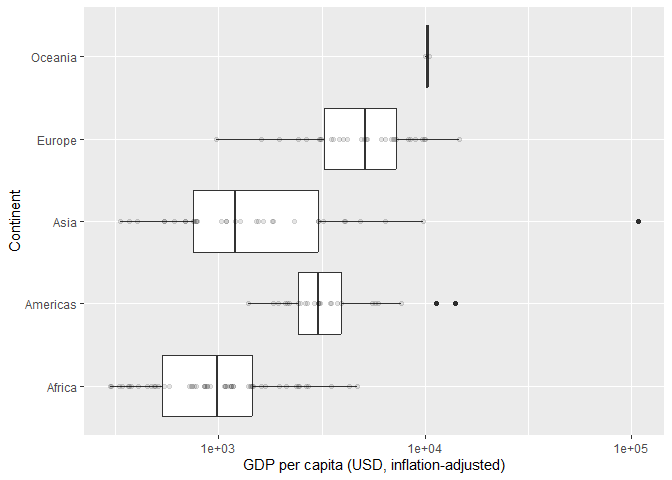 Oceania
Europe
Asia
Americas
Africa
Continent
1e+03 1e+04 1e+05
GDP per capita (USD, inflation-adjusted)